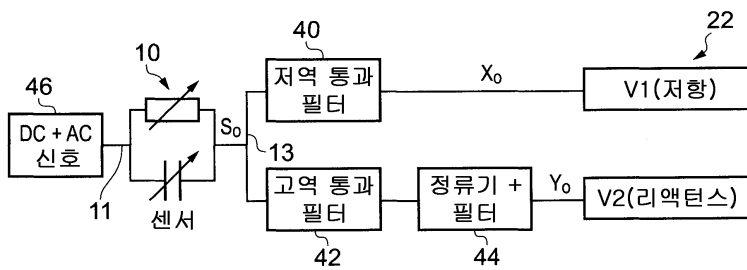 46
DC + AC
신호
11
10
센서
S₀
13
40
저역 통과
필터
X₀
22
V1(저항)
고역 통과
필터
42
정류기 +
필터
44
Y₀
V2(리액턴스)